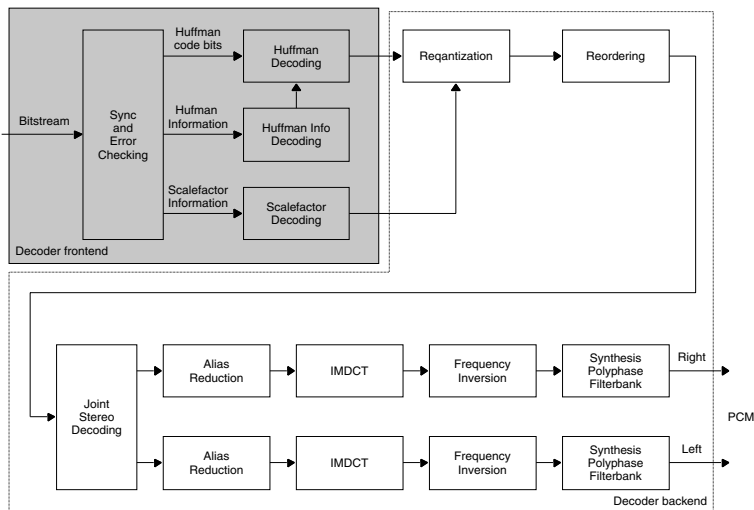 Bitstream
Sync
and
Error
Checking
Huffman
code bits
Hufman
Information
Scalefactor
Information
Huffman
Decoding
Huffman Info
Decoding
Scalefactor
Decoding
Decoder frontend
Reqantization
Reordering
Joint
Stereo
Decoding
Alias
Reduction
IMDCT
Frequency
Inversion
Synthesis
Polyphase
Filterbank
Right
PCM
Alias
Reduction
IMDCT
Frequency
Inversion
Synthesis
Polyphase
Filterbank
Left
Decoder backend